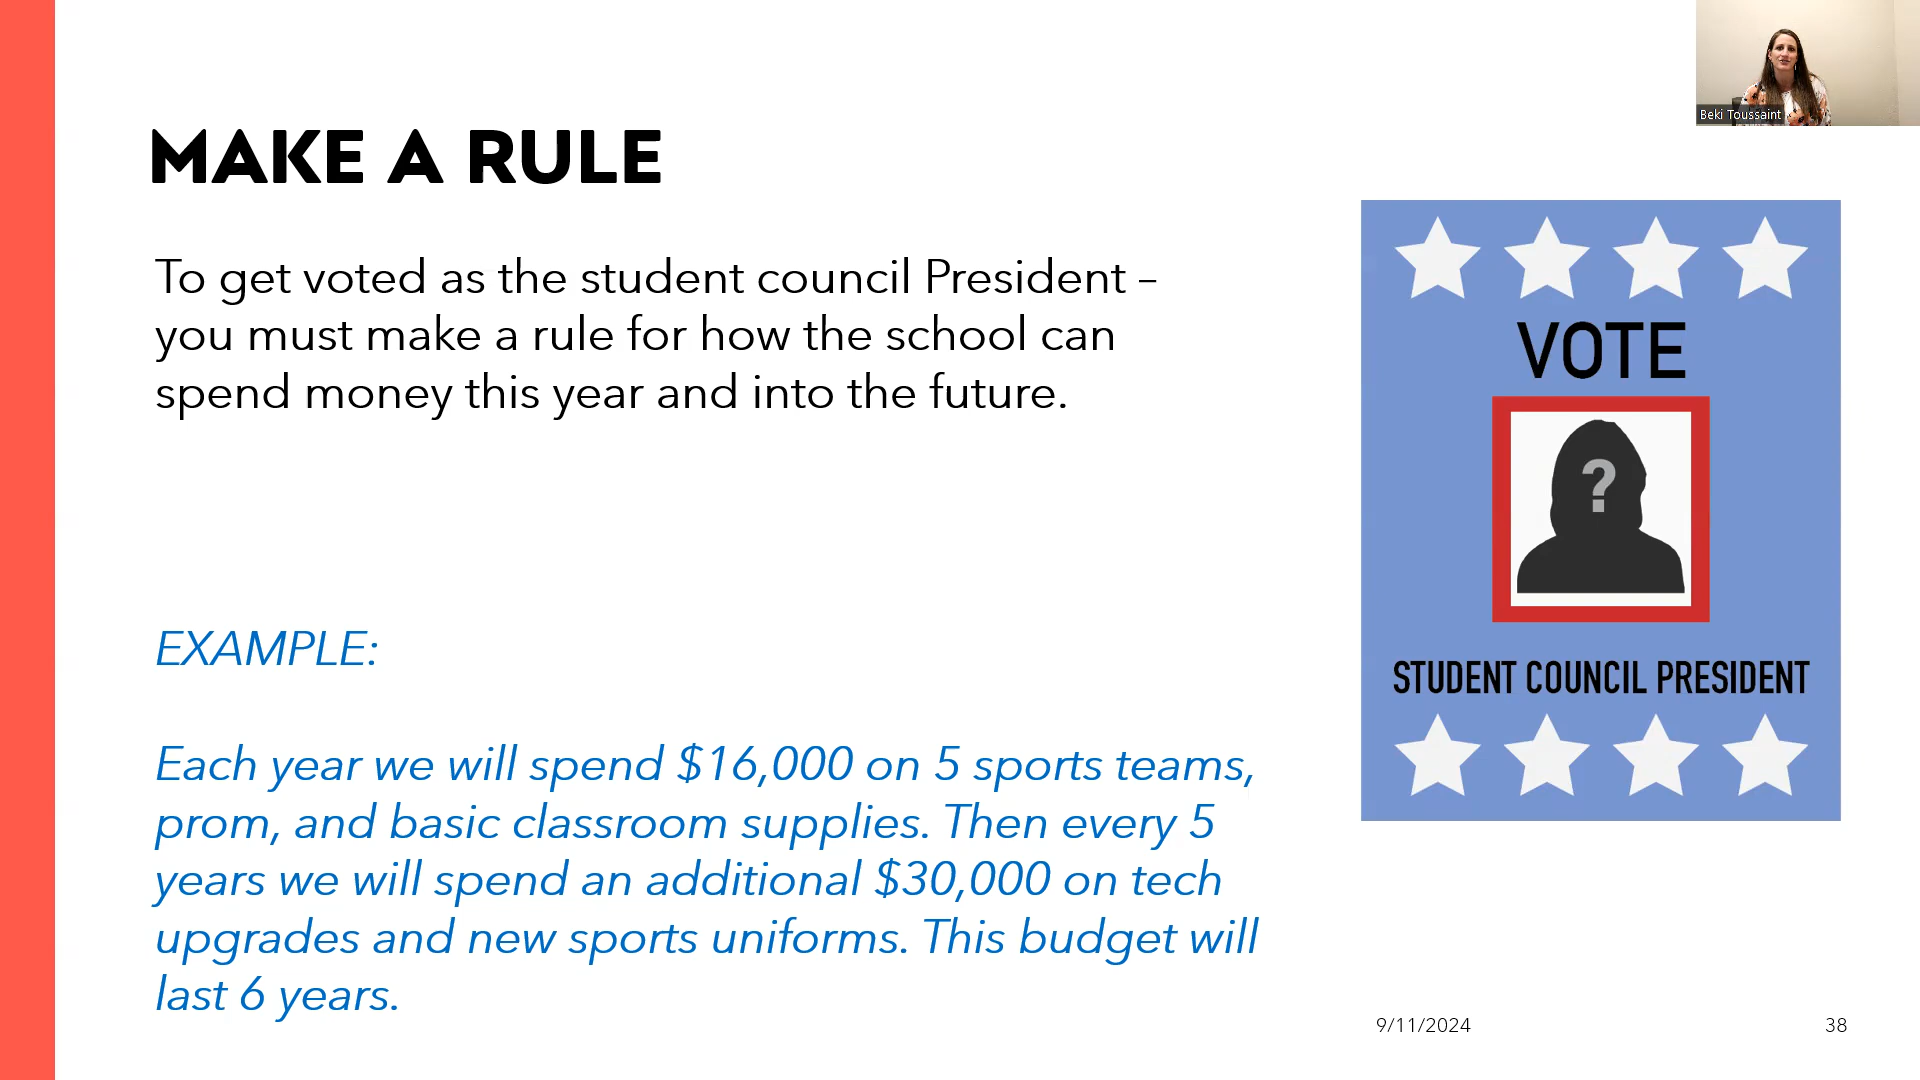 Beki Toussaint
MAKE A RULE
To get voted as the student council President –
you must make a rule for how the school can
spend money this year and into the future.
EXAMPLE:
Each year we will spend $16,000 on 5 sports teams,
prom, and basic classroom supplies. Then every 5
years we will spend an additional $30,000 on tech
upgrades and new sports uniforms. This budget will
last 6 years.
VOTE
?
STUDENT COUNCIL PRESIDENT
9/11/2024
38